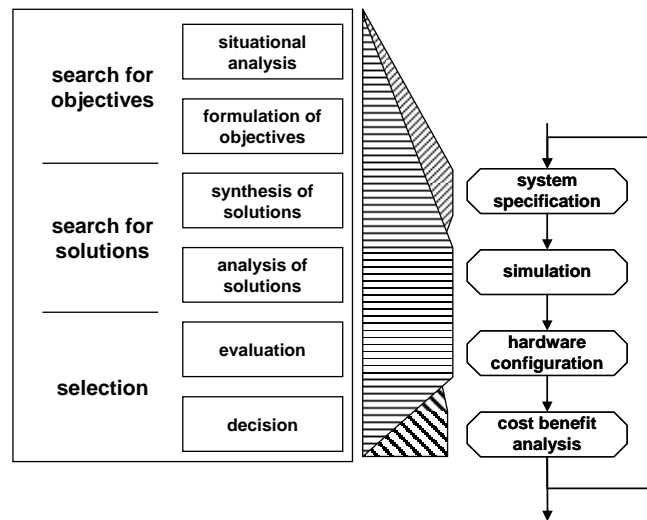 search for
objectives
situational
analysis
formulation of
objectives
search for
solutions
synthesis of
solutions
analysis of
solutions
selection
evaluation
decision
system
specification
simulation
hardware
configuration
cost benefit
analysis